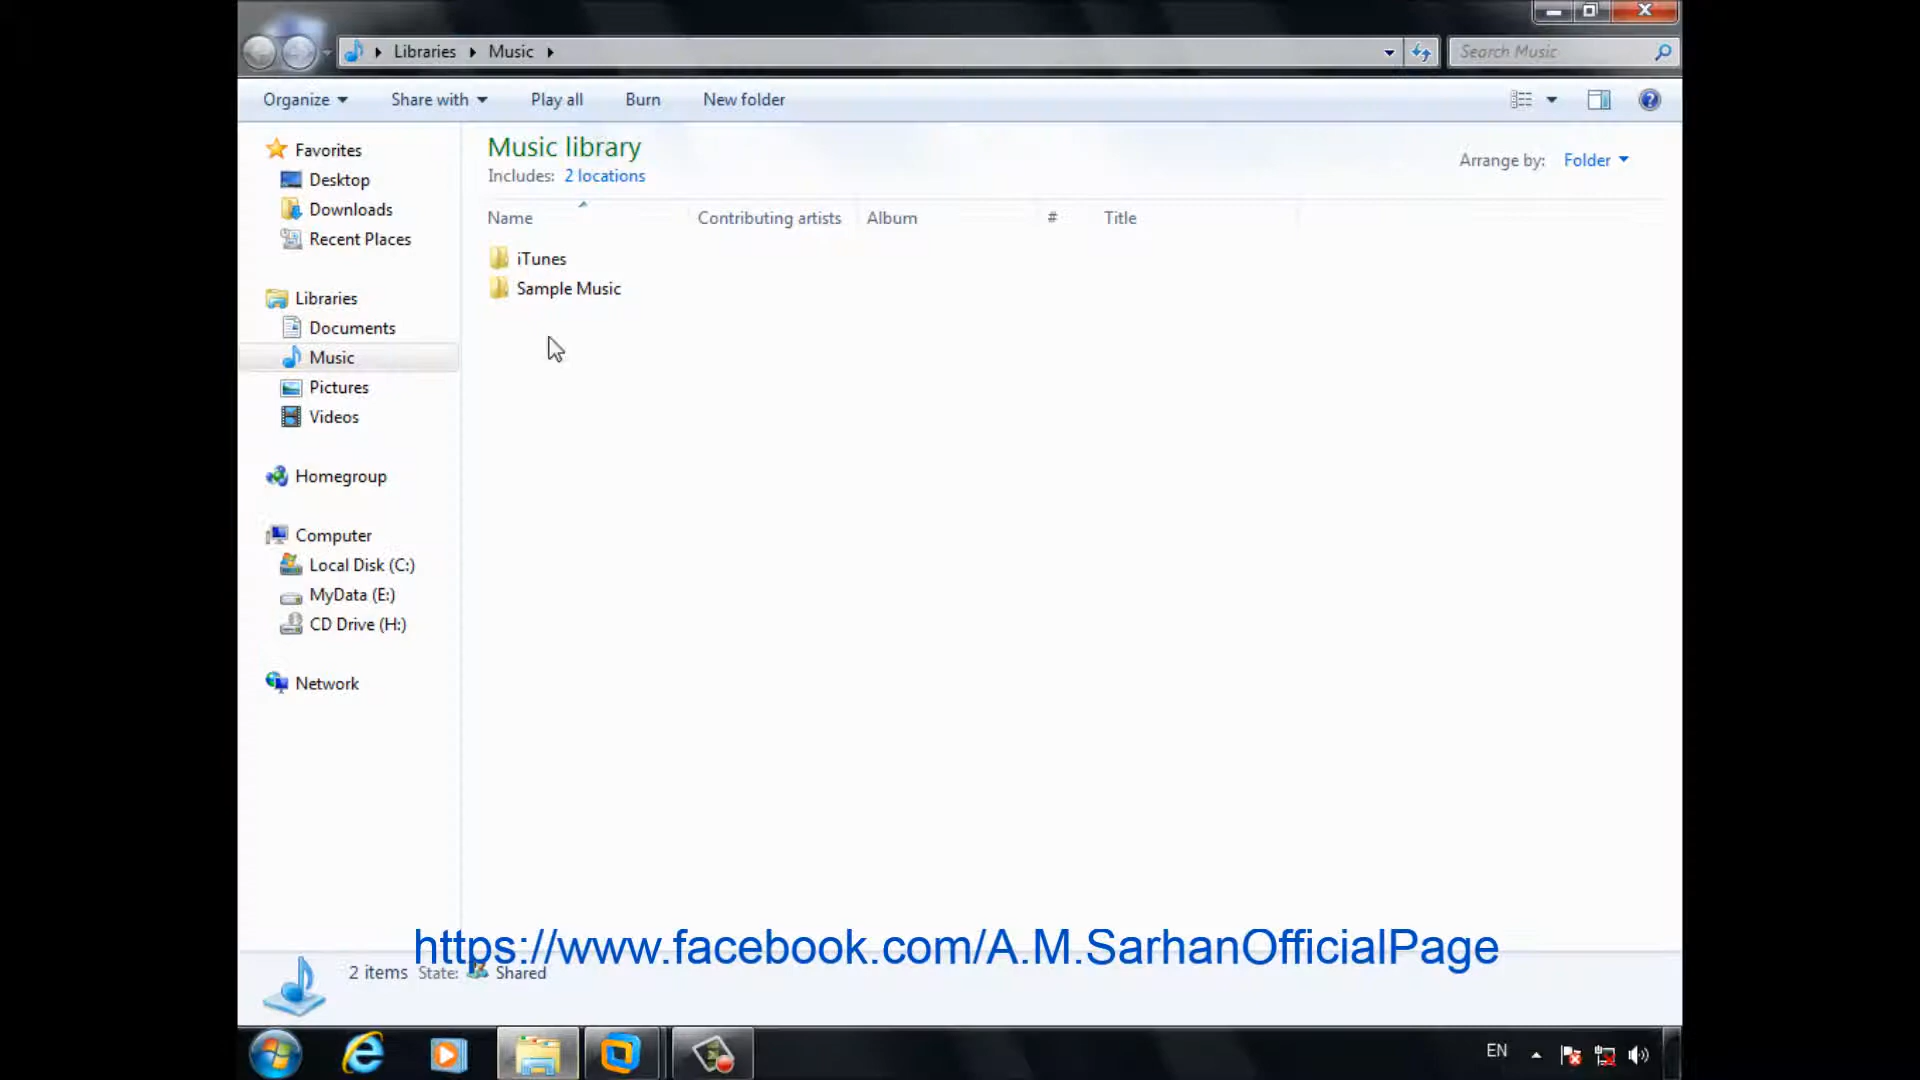 Libraries Music
Search Music
Organize Share with Play all Burn New folder
Favorites
Desktop
Downloads
Recent Places
Libraries
Documents
Music
Pictures
Videos
Homegroup
Computer
Local Disk (C:)
MyData (E:)
CD Drive (H:)
Network
Music library
Includes: 2 locations
Arrange by: Folder
Name Contributing artists Album # Title
iTunes
Sample Music
https://www.facebook.com/A.M.SarhanOfficialPage
2 items State: Shared
EN